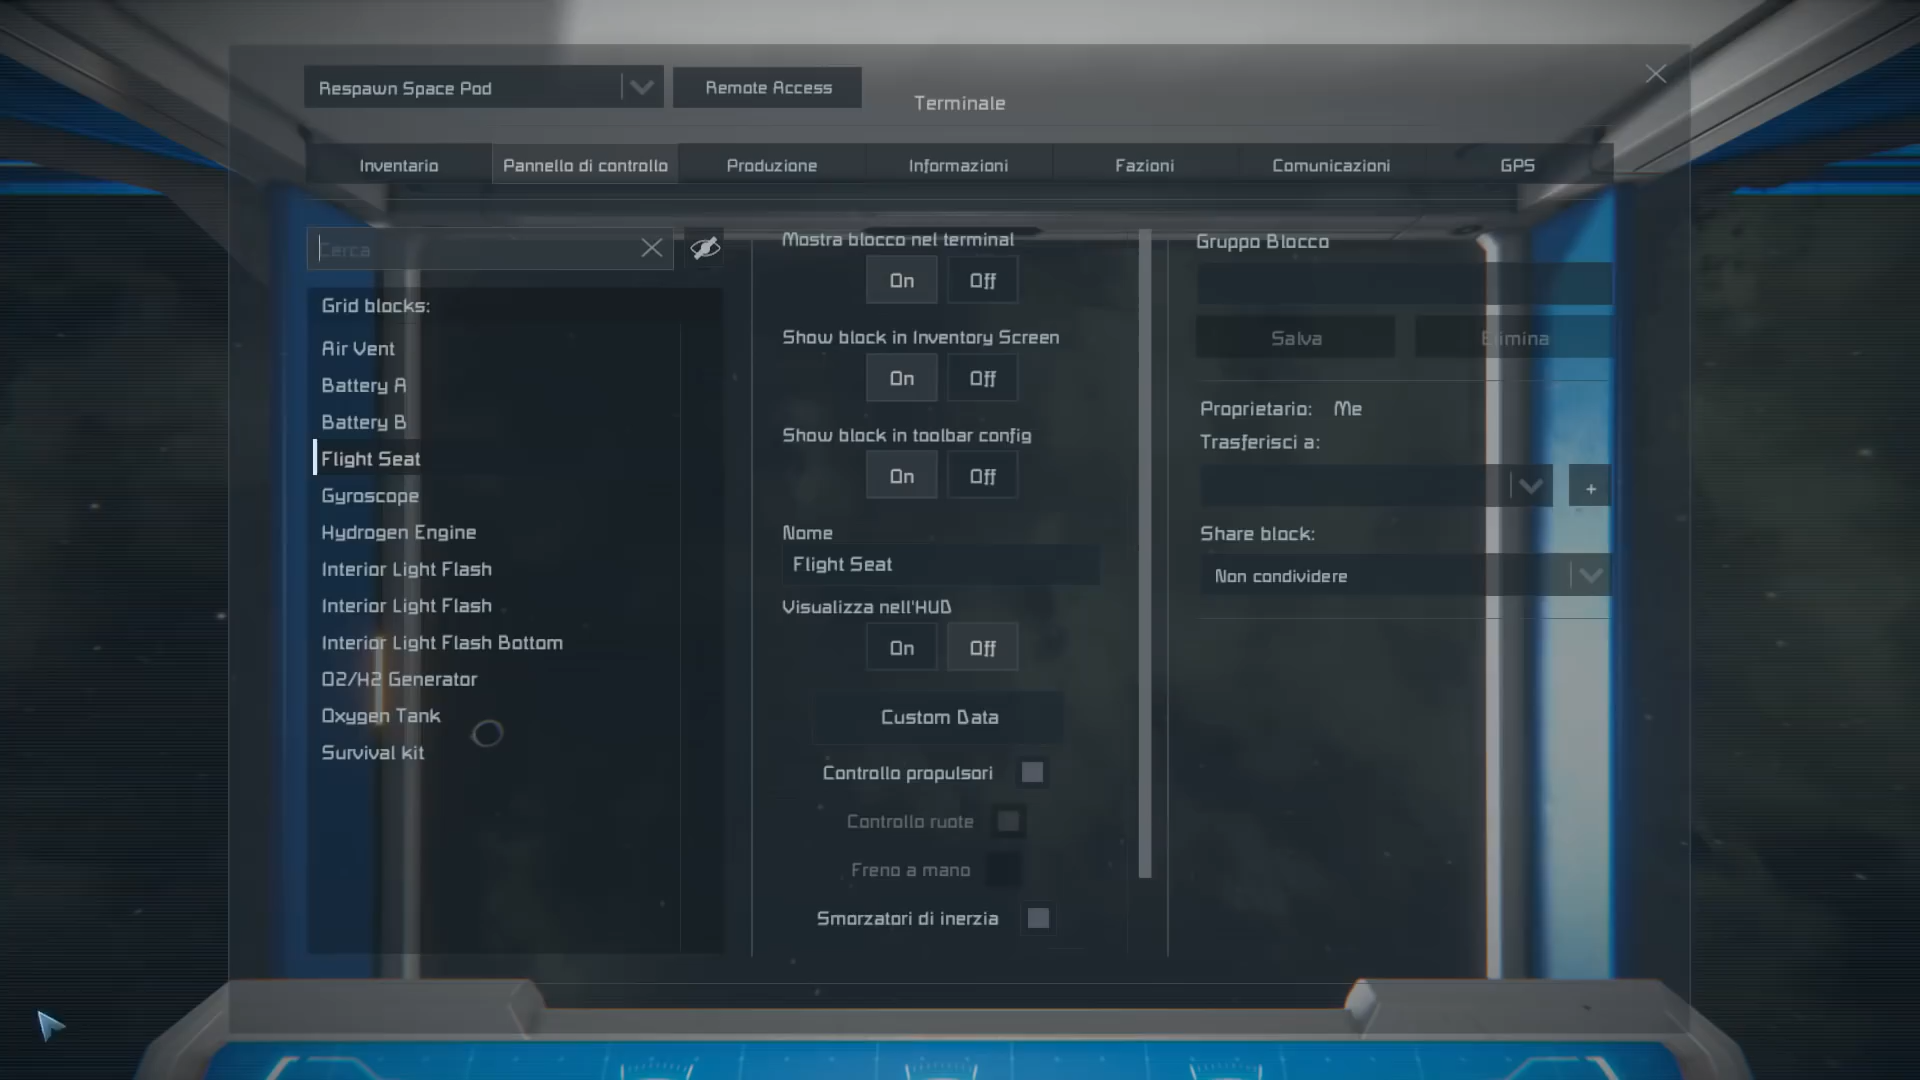 Respawn Space Pod
Remote Access
Terminale
Inventario
Pannello di controllo
Produzione
Informazioni
Fazioni
Comunicazioni
GPS
Cerca
Grid blocks:
Air Vent
Battery A
Battery B
Flight Seat
Gyroscope
Hydrogen Engine
Interior Light Flash
Interior Light Flash
Interior Light Flash Bottom
O2/H2 Generator
Oxygen Tank
Survival kit
Mostra blocco nel terminal
On Off
Show block in Inventory Screen
On Off
Show block in toolbar config
On Off
Nome
Flight Seat
Visualizza nell'HUD
On Off
Custom Data
Controllo propulsori
Controllo ruote
Freno a mano
Smorzatori di inerzia
Gruppo Blocco
Salva
Elimina
Proprietario: Me
Trasferisci a:
+
Share block:
Non condividere